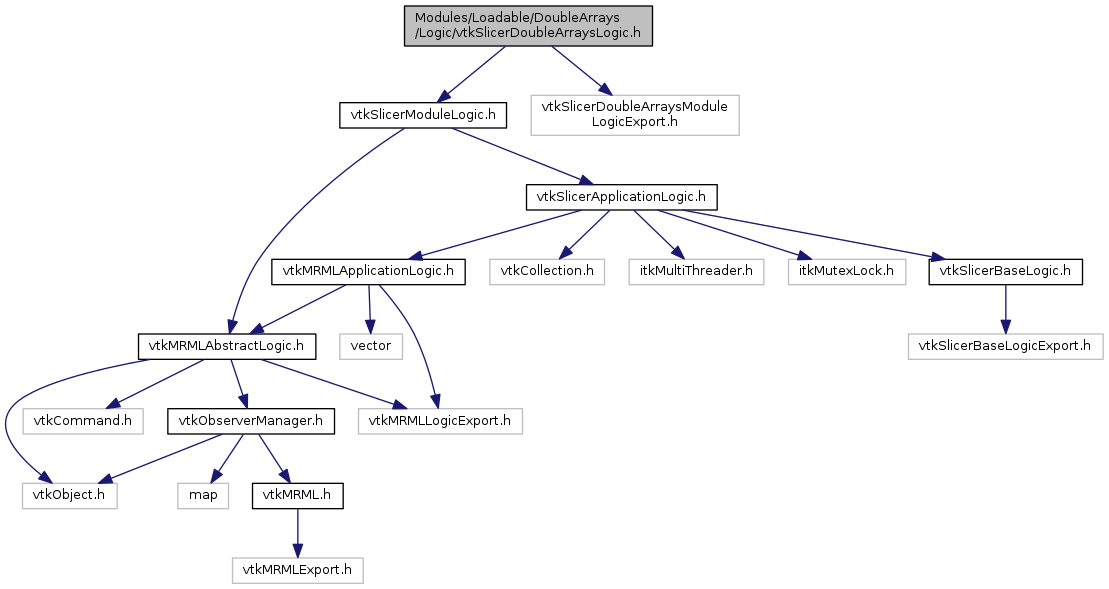 Modules/Loadable/DoubleArrays
/Logic/vtkSlicerDoubleArraysLogic.h
vtkSlicerModuleLogic.h
vtkSlicerDoubleArraysModule
LogicExport.h
vtkSlicerApplicationLogic.h
vtkMRMLApplicationLogic.h
vtkCollection.h
itkMultiThreader.h
itkMutexLock.h
vtkSlicerBaseLogic.h
vtkMRMLAbstractLogic.h
vector
vtkSlicerBaseLogicExport.h
vtkCommand.h
vtkObserverManager.h
vtkMRMLLogicExport.h
vtkObject.h
map
vtkMRML.h
vtkMRMLExport.h